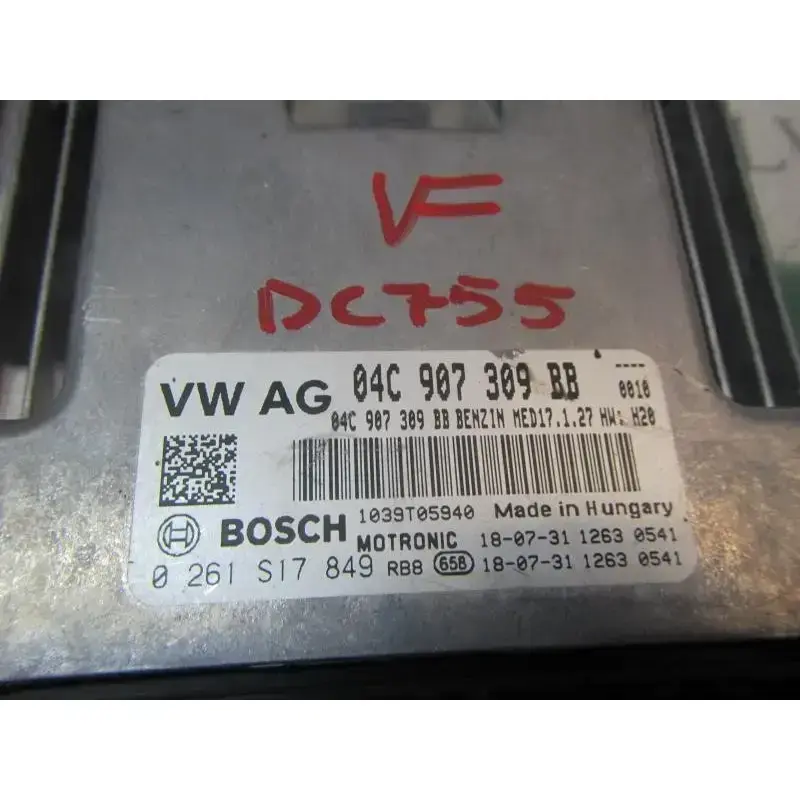 VF
DC755
VW AG 04C 907 309 BB 0010
04C 907 309 BB BENZIN MED17.1.27 HW: H20
1039T05940 Made in Hungary
BOSCH MOTRONIC 18-07-31 1263 0541
0 261 S17 849 RB8 658 18-07-31 1263 0541